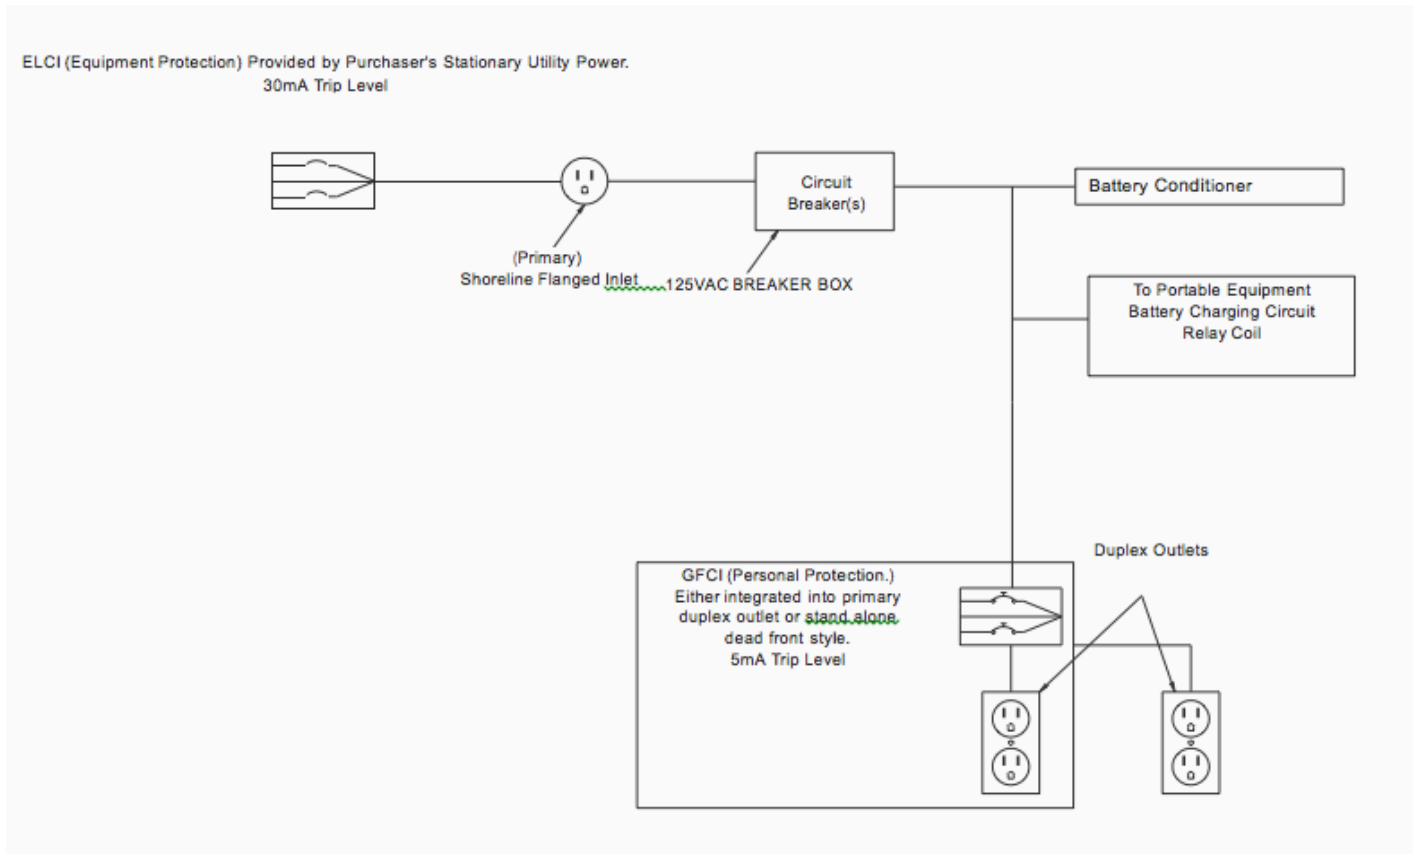 ELCI (Equipment Protection) Provided by Purchaser's Stationary Utility Power.
30mA Trip Level
Circuit
Breaker(s)
Battery Conditioner
(Primary)
Shoreline Flanged Inlet
125VAC BREAKER BOX
To Portable Equipment
Battery Charging Circuit
Relay Coil
Duplex Outlets
GFCI (Personal Protection.)
Either integrated into primary
duplex outlet or stand alone
dead front style.
5mA Trip Level